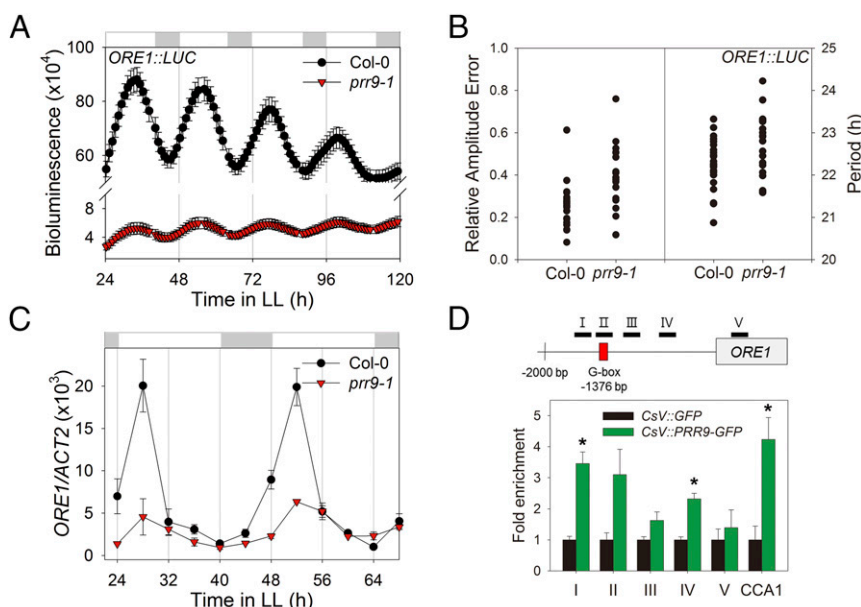 A
ORE1::LUC
Col-0
prr9-1
Bioluminescence (x10⁴)
100
80
60
8
4
24 48 72 96 120
Time in LL (h)
B
ORE1::LUC
Relative Amplitude Error
1.0
0.8
0.6
0.4
0.2
0.0
Period (h)
25
24
23
22
21
20
Col-0 prr9-1 Col-0 prr9-1
C
Col-0
prr9-1
ORE1/ACT2 (x10³)
20
15
10
5
0
24 32 40 48 56 64
Time in LL (h)
D
I II III IV V
ORE1
-2000 bp
G-box
-1376 bp
CsV::GFP
CsV::PRR9-GFP
Fold enrichment
5
4
3
2
1
0
* * *
I II III IV V CCA1